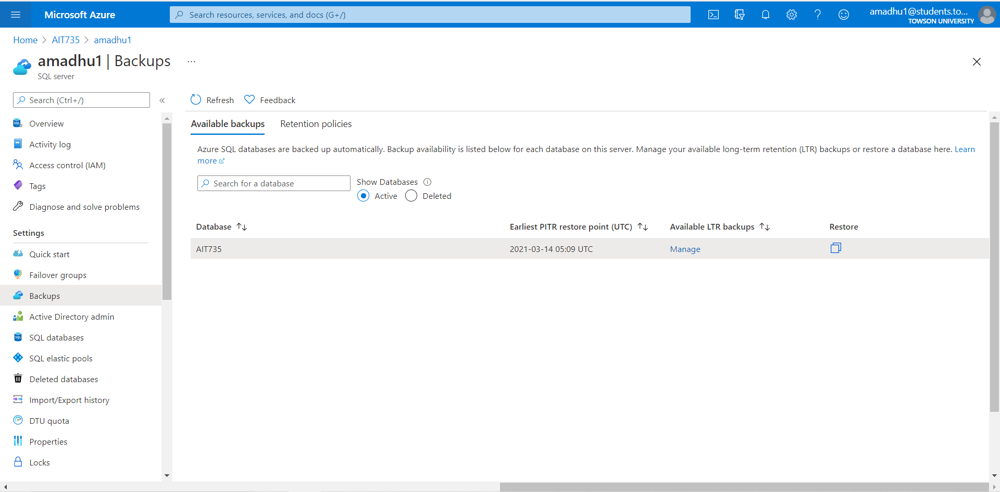 Microsoft Azure
Search resources, services, and docs (G+/)
amadhu1@students.to...
TOWSON UNIVERSITY
Home > AIT735 > amadhu1
amadhu1 | Backups ...
SQL server
Search (Ctrl+/)
«
Overview
Activity log
Access control (IAM)
Tags
Diagnose and solve problems
Settings
Quick start
Failover groups
Backups
Active Directory admin
SQL databases
SQL elastic pools
Deleted databases
Import/Export history
DTU quota
Properties
Locks
Refresh Feedback
Available backups Retention policies
Azure SQL databases are backed up automatically. Backup availability is listed below for each database on this server. Manage your available long-term retention (LTR) backups or restore a database here. Learn
more
Search for a database
Show Databases
Active Deleted
Database ↑↓ Earliest PITR restore point (UTC) ↑↓ Available LTR backups ↑↓ Restore
AIT735 2021-03-14 05:09 UTC Manage